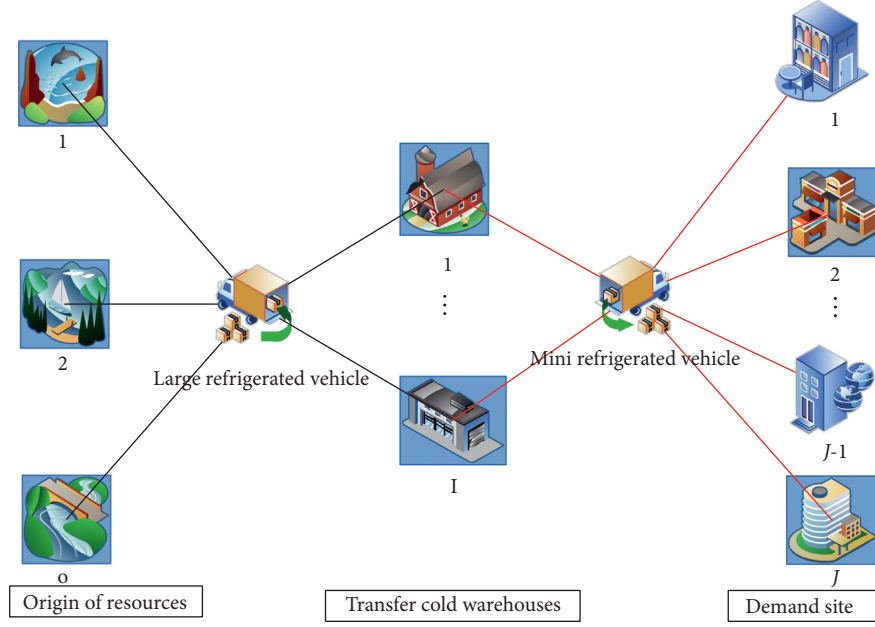 1
1
2
1
⋮
2
⋮
Large refrigerated vehicle
Mini refrigerated vehicle
J-1
I
o
J
Origin of resources
Transfer cold warehouses
Demand site